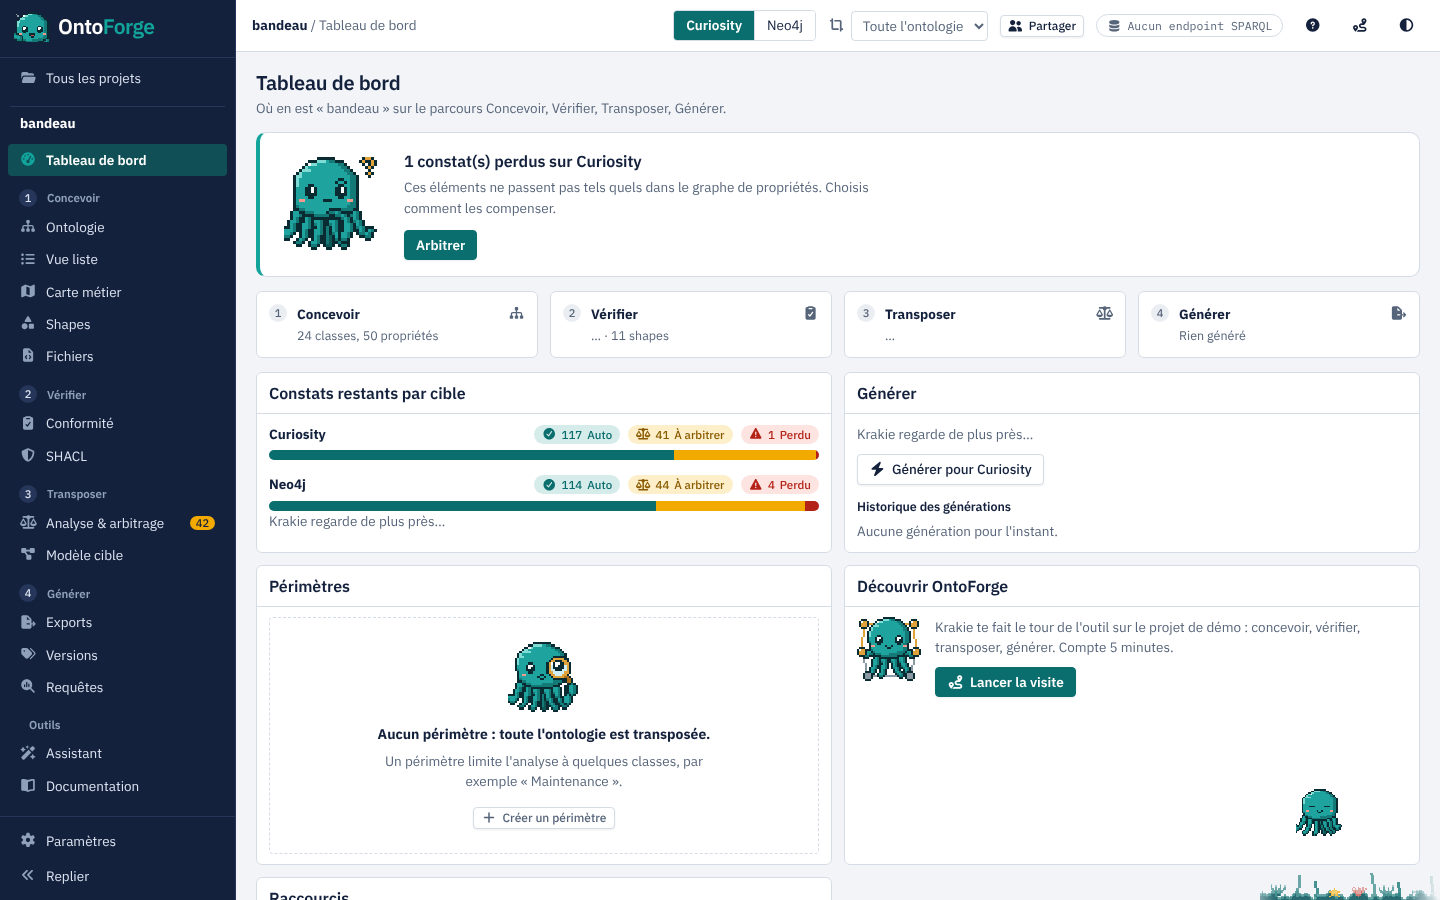 OntoForge
Tous les projets
bandeau
Tableau de bord
1 Concevoir
Ontologie
Vue liste
Carte métier
Shapes
Fichiers
2 Vérifier
Conformité
SHACL
3 Transposer
Analyse & arbitrage 42
Modèle cible
4 Générer
Exports
Versions
Requêtes
Outils
Assistant
Documentation
Paramètres
Replier
bandeau / Tableau de bord
Curiosity Neo4j
Toute l'ontologie
Partager
Aucun endpoint SPARQL
Tableau de bord
Où en est « bandeau » sur le parcours Concevoir, Vérifier, Transposer, Générer.
1 constat(s) perdus sur Curiosity
Ces éléments ne passent pas tels quels dans le graphe de propriétés. Choisis
comment les compenser.
Arbitrer
1 Concevoir
24 classes, 50 propriétés
2 Vérifier
... · 11 shapes
3 Transposer
...
4 Générer
Rien généré
Constats restants par cible
Curiosity 117 Auto 41 À arbitrer 1 Perdu
Neo4j 114 Auto 44 À arbitrer 4 Perdu
Krakie regarde de plus près...
Générer
Krakie regarde de plus près...
Générer pour Curiosity
Historique des générations
Aucune génération pour l'instant.
Périmètres
Aucun périmètre : toute l'ontologie est transposée.
Un périmètre limite l'analyse à quelques classes, par
exemple « Maintenance ».
Créer un périmètre
Découvrir OntoForge
Krakie te fait le tour de l'outil sur le projet de démo : concevoir, vérifier,
transposer, générer. Compte 5 minutes.
Lancer la visite
Raccourcis